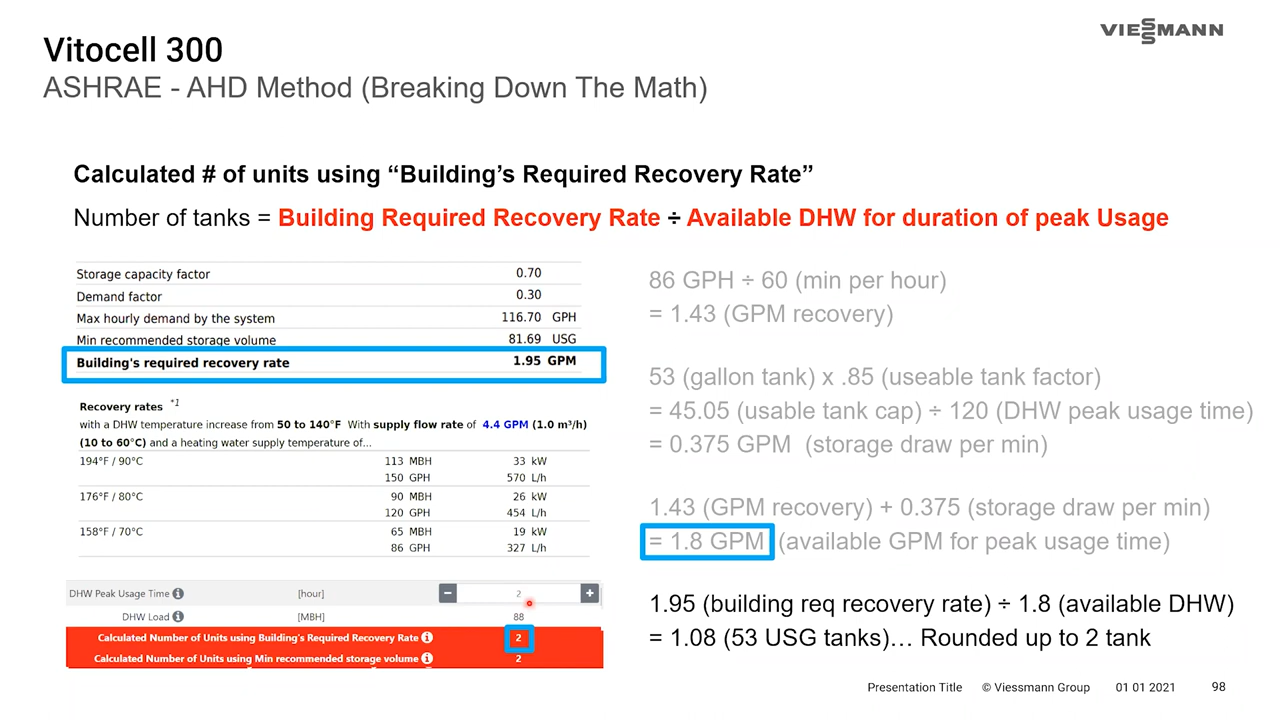 VIESSMANN
Vitocell 300
ASHRAE - AHD Method (Breaking Down The Math)
Calculated # of units using “Building’s Required Recovery Rate”
Number of tanks = Building Required Recovery Rate ÷ Available DHW for duration of peak Usage
Storage capacity factor 0.70
Demand factor 0.30
Max hourly demand by the system 116.70 GPH
Min recommended storage volume 81.69 USG
Building's required recovery rate 1.95 GPM
Recovery rates *1
with a DHW temperature increase from 50 to 140°F With supply flow rate of 4.4 GPM (1.0 m³/h)
(10 to 60°C) and a heating water supply temperature of...
194°F / 90°C 113 MBH 33 kW
150 GPH 570 L/h
176°F / 80°C 90 MBH 26 kW
120 GPH 454 L/h
158°F / 70°C 65 MBH 19 kW
86 GPH 327 L/h
DHW Peak Usage Time i [hour] − 2 +
DHW Load i [MBH] 88
Calculated Number of Units using Building's Required Recovery Rate i 2
Calculated Number of Units using Min recommended storage volume i 2
86 GPH ÷ 60 (min per hour)
= 1.43 (GPM recovery)
53 (gallon tank) x .85 (useable tank factor)
= 45.05 (usable tank cap) ÷ 120 (DHW peak usage time)
= 0.375 GPM (storage draw per min)
1.43 (GPM recovery) + 0.375 (storage draw per min)
= 1.8 GPM (available GPM for peak usage time)
1.95 (building req recovery rate) ÷ 1.8 (available DHW)
= 1.08 (53 USG tanks)… Rounded up to 2 tank
Presentation Title © Viessmann Group 01 01 2021 98